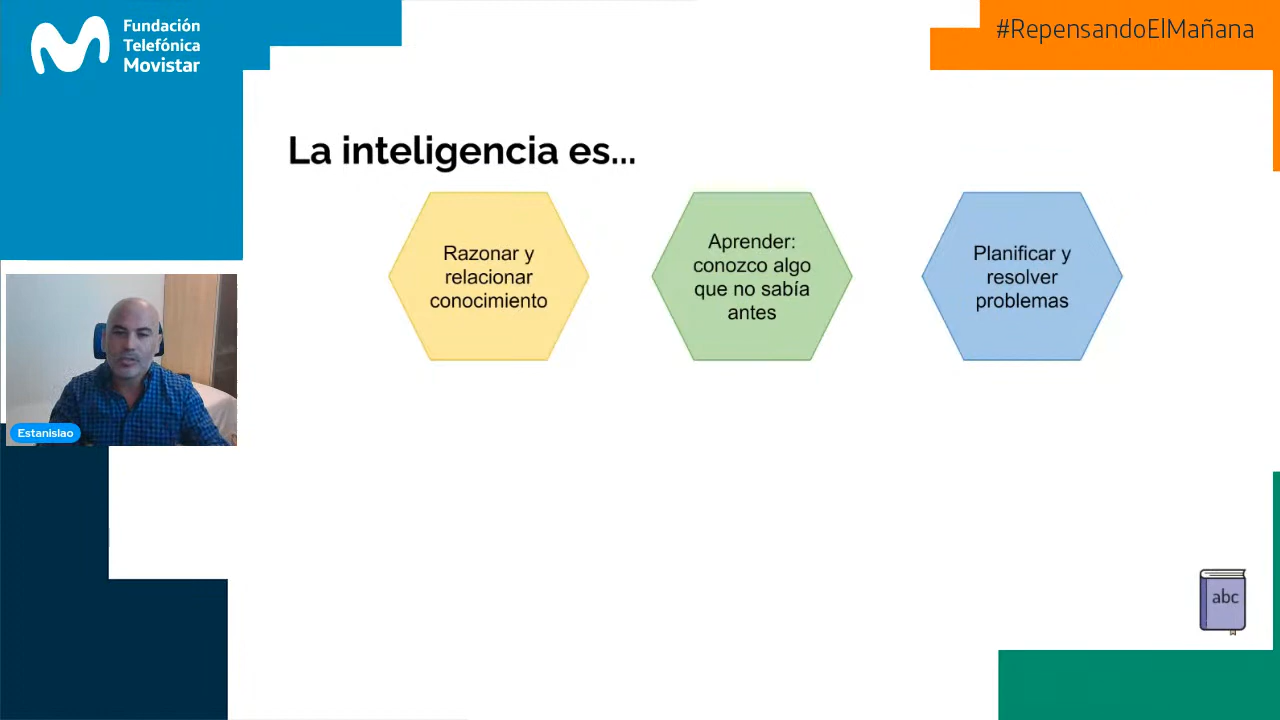 Fundación
Telefónica
Movistar
#RepensandoElMañana
La inteligencia es...
Razonar y
relacionar
conocimiento
Aprender:
conozco algo
que no sabía
antes
Planificar y
resolver
problemas
Estanislao
abc